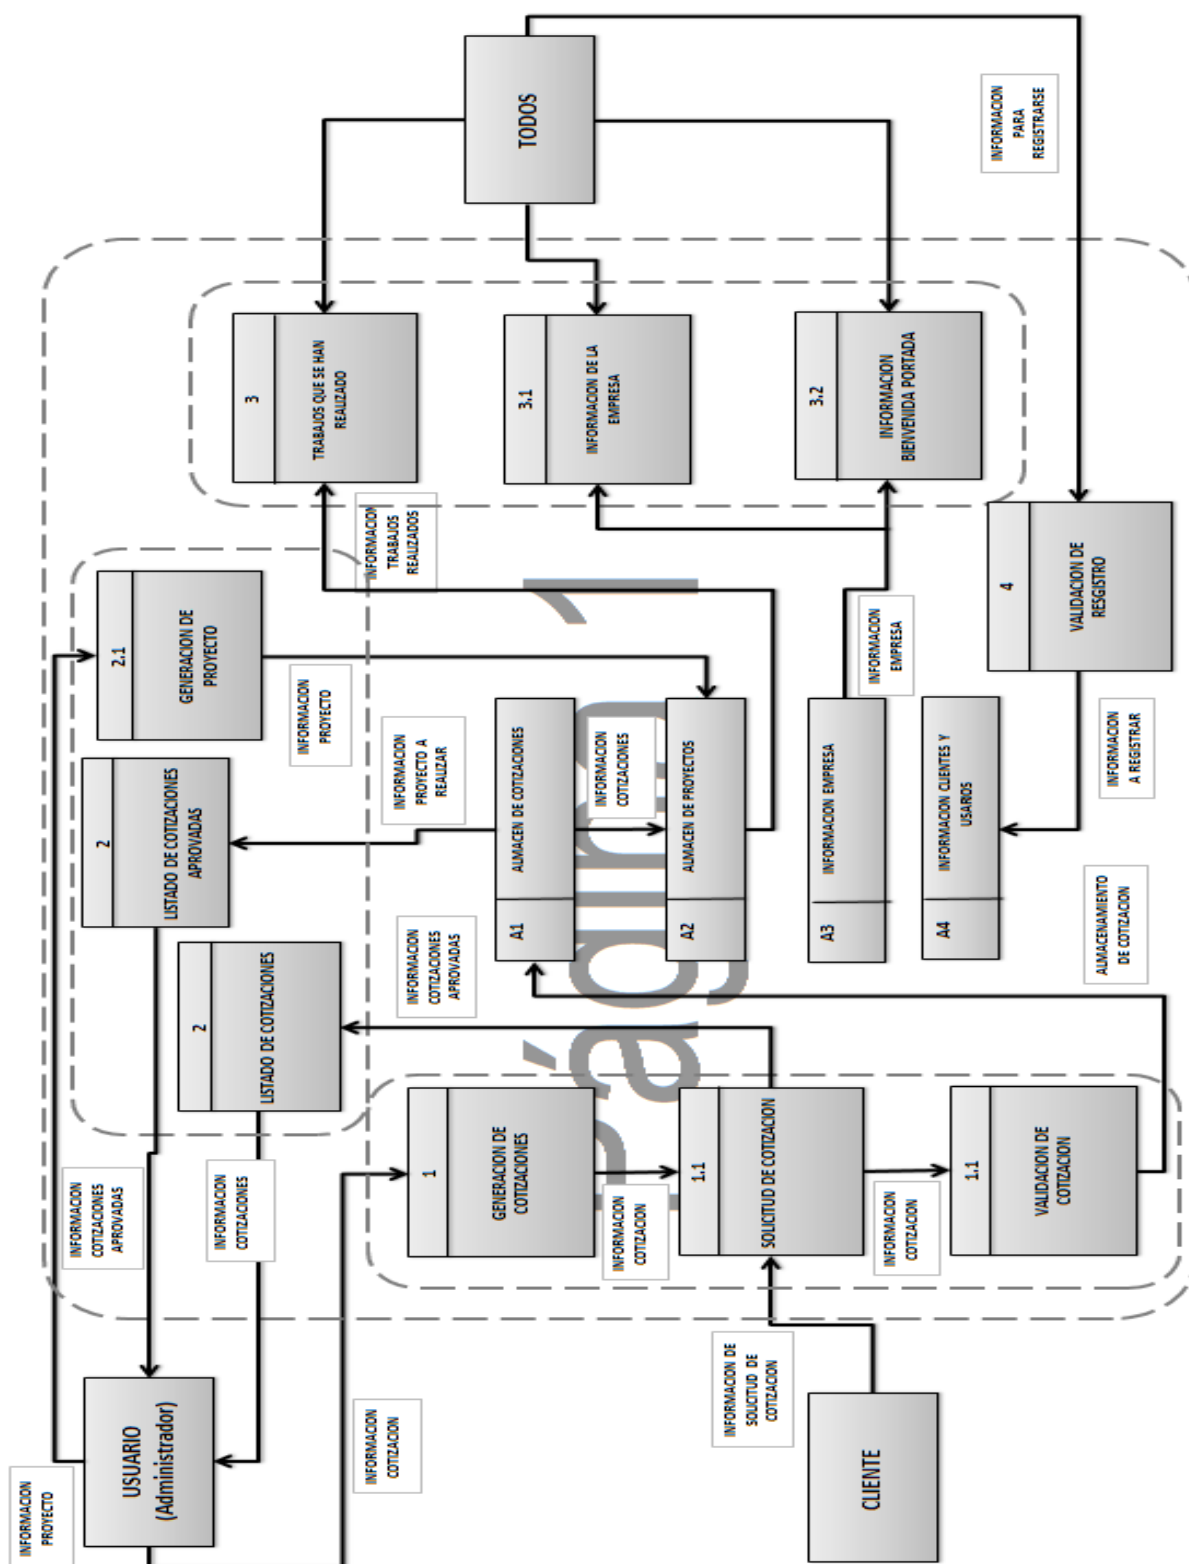 INFORMACION
PROYECTO
USUARIO
(Administrador)
INFORMACION
COTIZACIONES
APROVADAS
INFORMACION
COTIZACIONES
2
LISTADO DE COTIZACIONES
2
LISTADO DE COTIZACIONES
APROVADAS
2.1
GENERACION DE
PROYECTO
INFORMACION
PROYECTO
3
TRABAJOS QUE SE HAN
REALIZADO
TODOS
INFORMACION
COTIZACION
INFORMACION
COTIZACIONES
APROVADAS
INFORMACION
PROYECTO A
REALIZAR
INFORMACION
TRABAJOS
REALIZADOS
1
GENERACION DE
COTIZACIONES
A1
ALMACEN DE COTIZACIONES
3.1
INFORMACION DE LA
EMPRESA
INFORMACION
COTIZACION
INFORMACION
COTIZACIONES
Página 1
INFORMACION DE
SOLICITUD DE
COTIZACION
1.1
SOLICITUD DE COTIZACION
A2
ALMACEN DE PROYECTOS
3.2
INFORMACION
BIENVENIDA PORTADA
CLIENTE
INFORMACION
COTIZACION
A3
INFORMACION EMPRESA
INFORMACION
EMPRESA
A4
INFORMACION CLIENTES Y
USARIOS
1.1
VALIDACION DE
COTIZACION
4
VALIDACION DE
RESGISTRO
INFORMACION
PARA
REGISTRARSE
ALMACENAMIENTO
DE COTIZACION
INFORMACION
A REGISTRAR